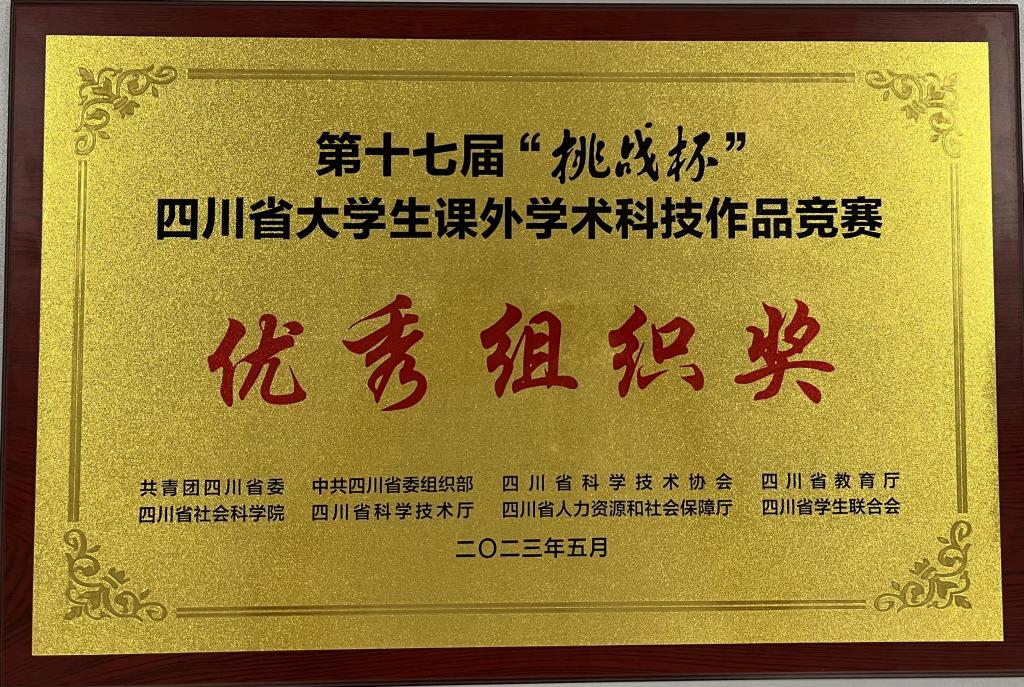 第十七届“挑战杯”
四川省大学生课外学术科技作品竞赛
优秀组织奖
共青团四川省委 中共四川省委组织部 四川省科学技术协会 四川省教育厅
四川省社会科学院 四川省科学技术厅 四川省人力资源和社会保障厅 四川省学生联合会
二〇二三年五月